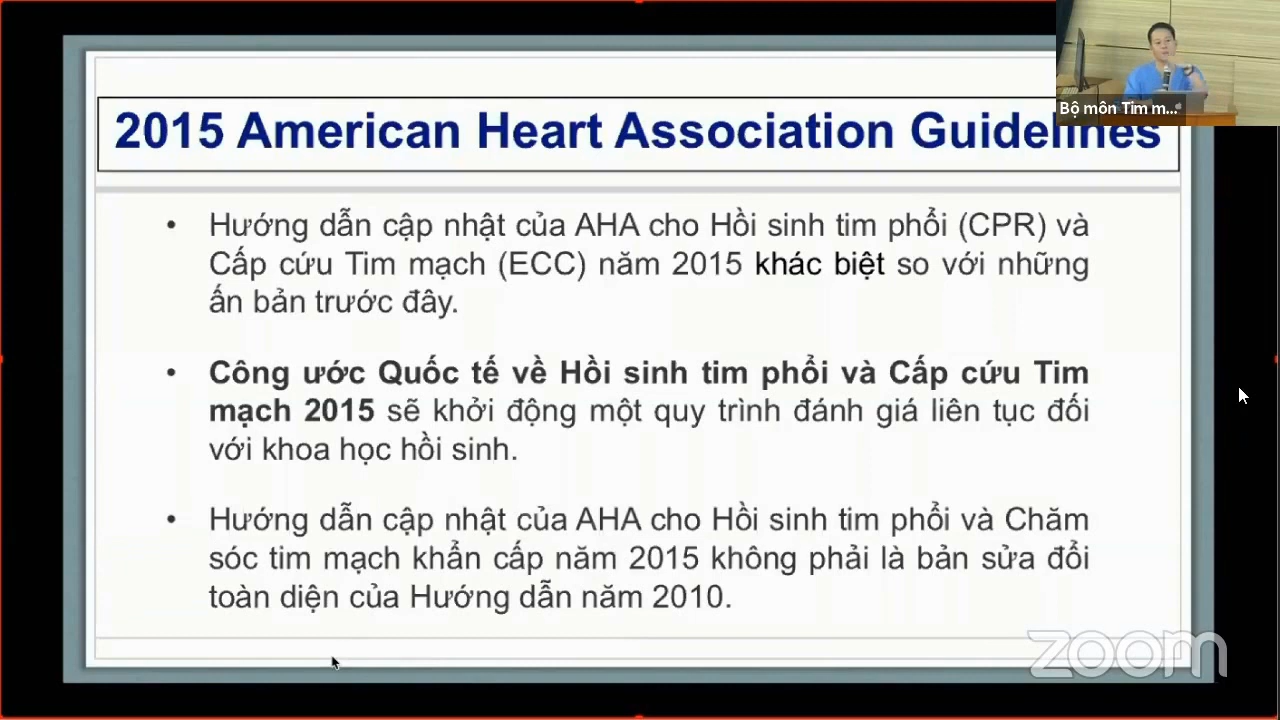 Bộ môn Tim m...
2015 American Heart Association Guidelines
• Hướng dẫn cập nhật của AHA cho Hồi sinh tim phổi (CPR) và
Cấp cứu Tim mạch (ECC) năm 2015 khác biệt so với những
ấn bản trước đây.
• Công ước Quốc tế về Hồi sinh tim phổi và Cấp cứu Tim
mạch 2015 sẽ khởi động một quy trình đánh giá liên tục đối
với khoa học hồi sinh.
• Hướng dẫn cập nhật của AHA cho Hồi sinh tim phổi và Chăm
sóc tim mạch khẩn cấp năm 2015 không phải là bản sửa đổi
toàn diện của Hướng dẫn năm 2010.
zoom